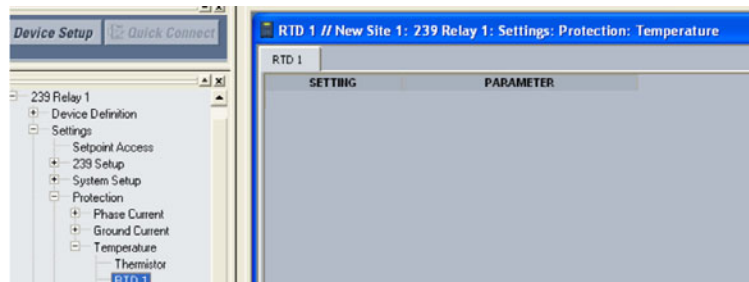 Device Setup
Quick Connect
RTD 1 // New Site 1: 239 Relay 1: Settings: Protection: Temperature
RTD 1
SETTING PARAMETER
239 Relay 1
Device Definition
Settings
Setpoint Access
239 Setup
System Setup
Protection
Phase Current
Ground Current
Temperature
Thermistor
RTD 1